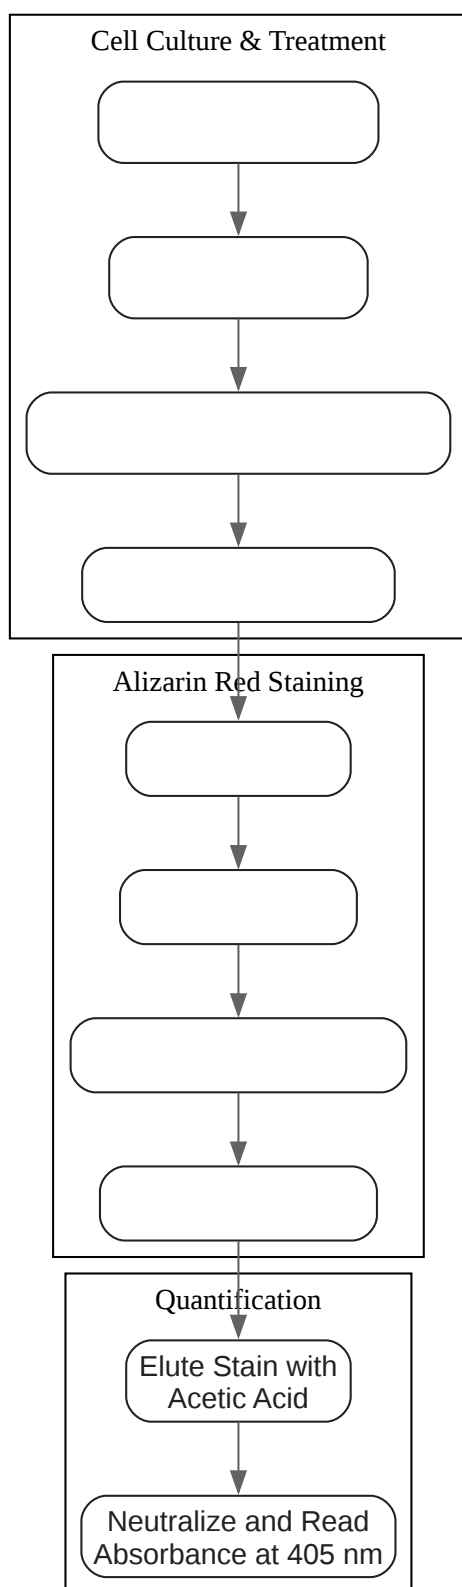 Cell Culture & Treatment
Alizarin Red Staining
Quantification
Elute Stain with
Acetic Acid
Neutralize and Read
Absorbance at 405 nm